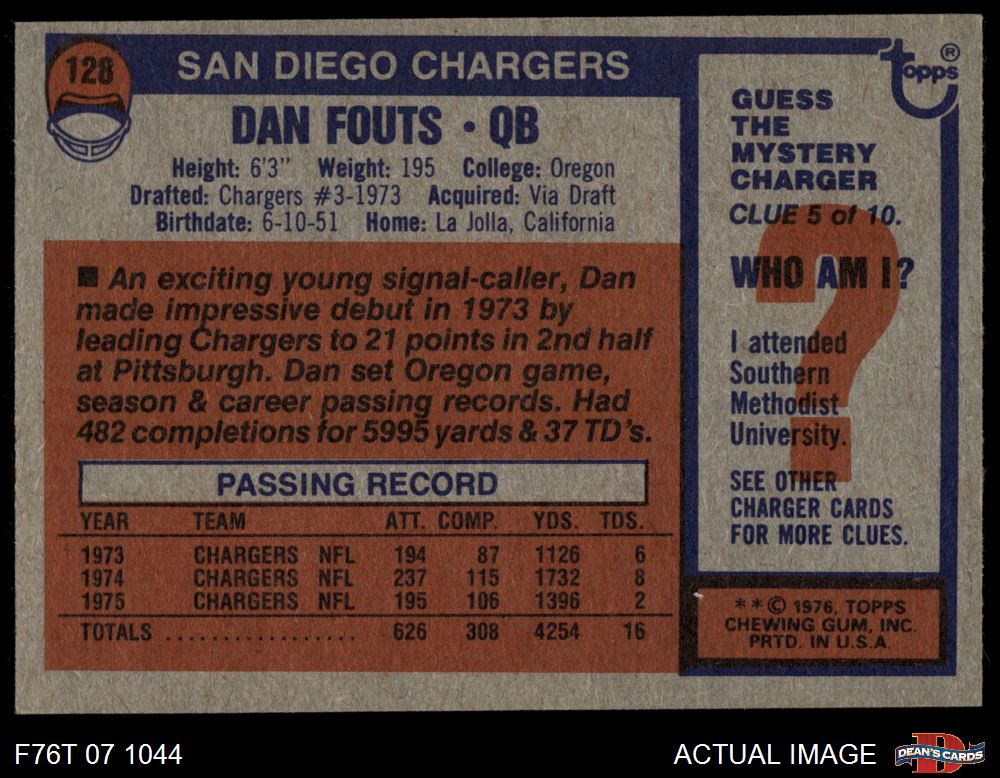 128
SAN DIEGO CHARGERS
DAN FOUTS • QB
Height: 6'3" Weight: 195 College: Oregon
Drafted: Chargers #3-1973 Acquired: Via Draft
Birthdate: 6-10-51 Home: La Jolla, California
■ An exciting young signal-caller, Dan
made impressive debut in 1973 by
leading Chargers to 21 points in 2nd half
at Pittsburgh. Dan set Oregon game,
season & career passing records. Had
482 completions for 5995 yards & 37 TD's.
PASSING RECORD
YEAR TEAM ATT. COMP. YDS. TDS.
1973 CHARGERS NFL 194 87 1126 6
1974 CHARGERS NFL 237 115 1732 8
1975 CHARGERS NFL 195 106 1396 2
TOTALS .................. 626 308 4254 16
topps ®
GUESS
THE
MYSTERY
CHARGER
CLUE 5 of 10.
WHO AM I?
?
I attended
Southern
Methodist
University.
SEE OTHER
CHARGER CARDS
FOR MORE CLUES.
* * © 1976, TOPPS
CHEWING GUM, INC.
PRTD. IN U.S.A.
F76T 07 1044
ACTUAL IMAGE
D
DEAN'S CARDS